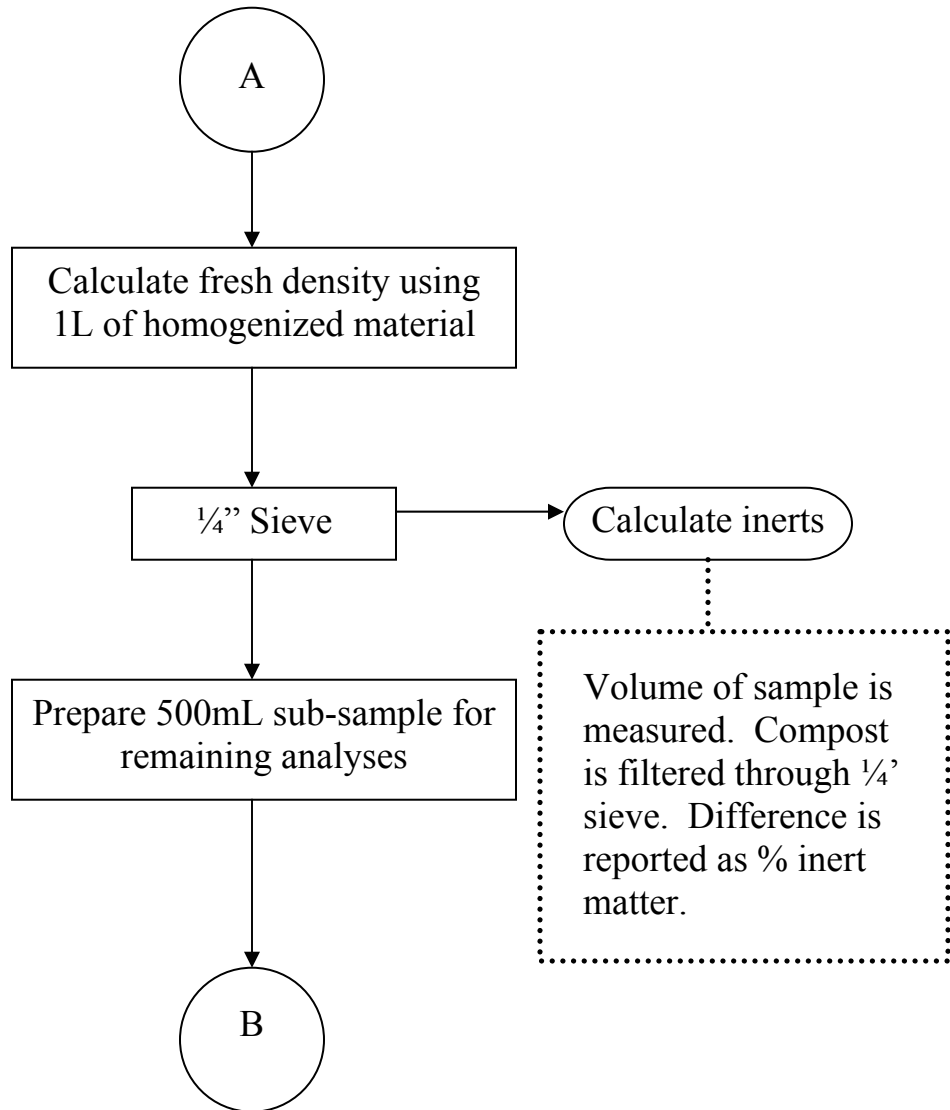 A
Calculate fresh density using
1L of homogenized material
¼” Sieve
Calculate inerts
Volume of sample is
measured.  Compost
is filtered through ¼’
sieve.  Difference is
reported as % inert
matter.
Prepare 500mL sub-sample for
remaining analyses
B